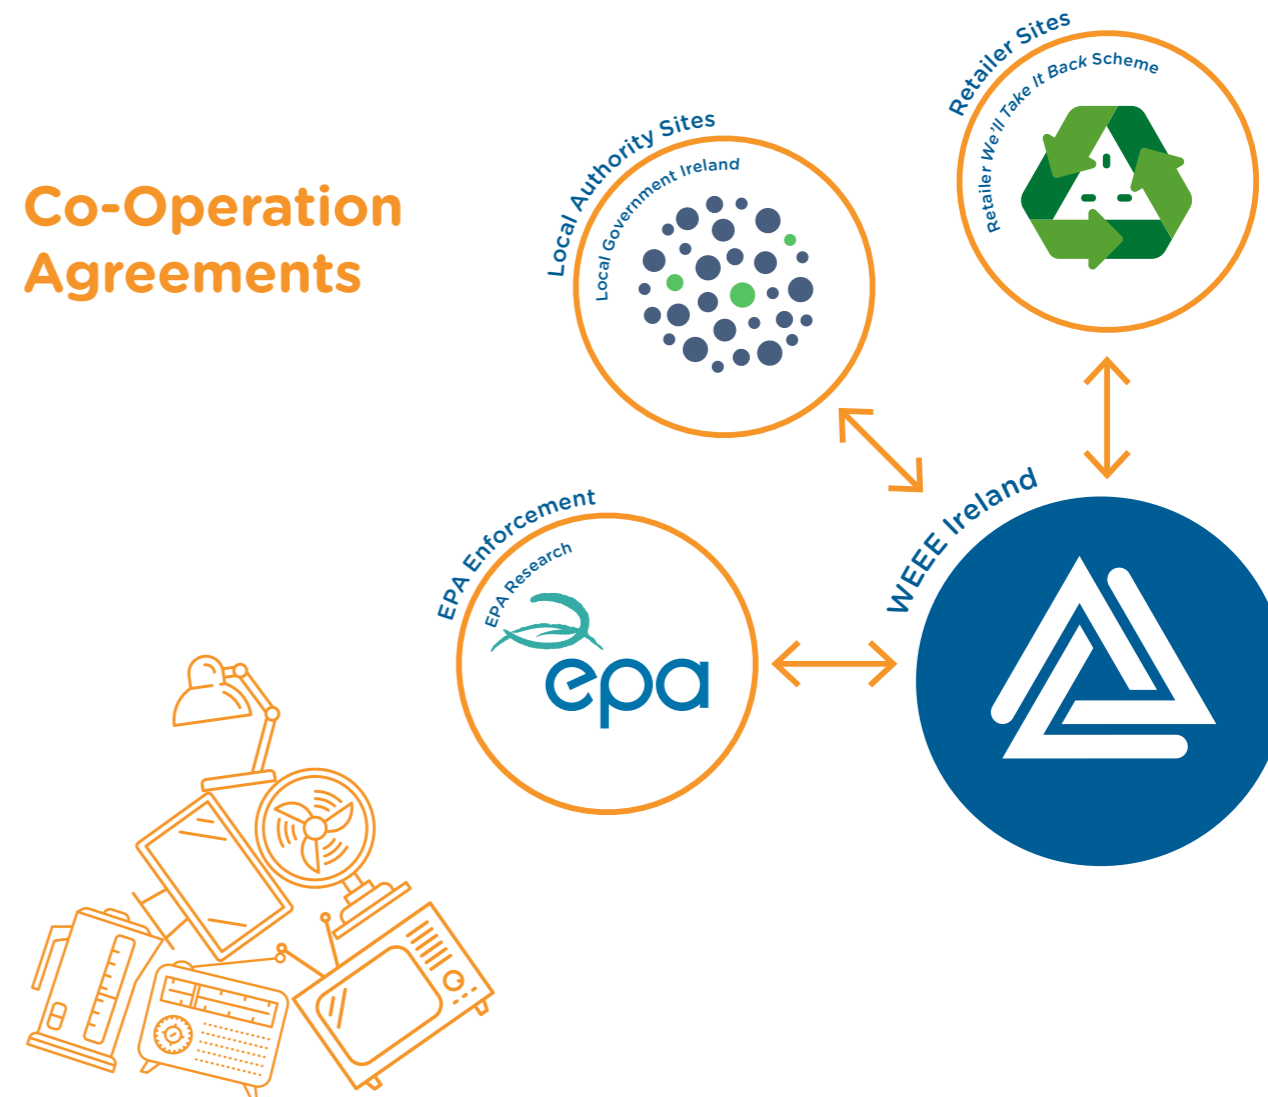 Co-Operation
Agreements
Retailer Sites
Retailer We'll Take It Back Scheme
Local Authority Sites
Local Government Ireland
WEEE Ireland
EPA Enforcement
EPA Research
epa